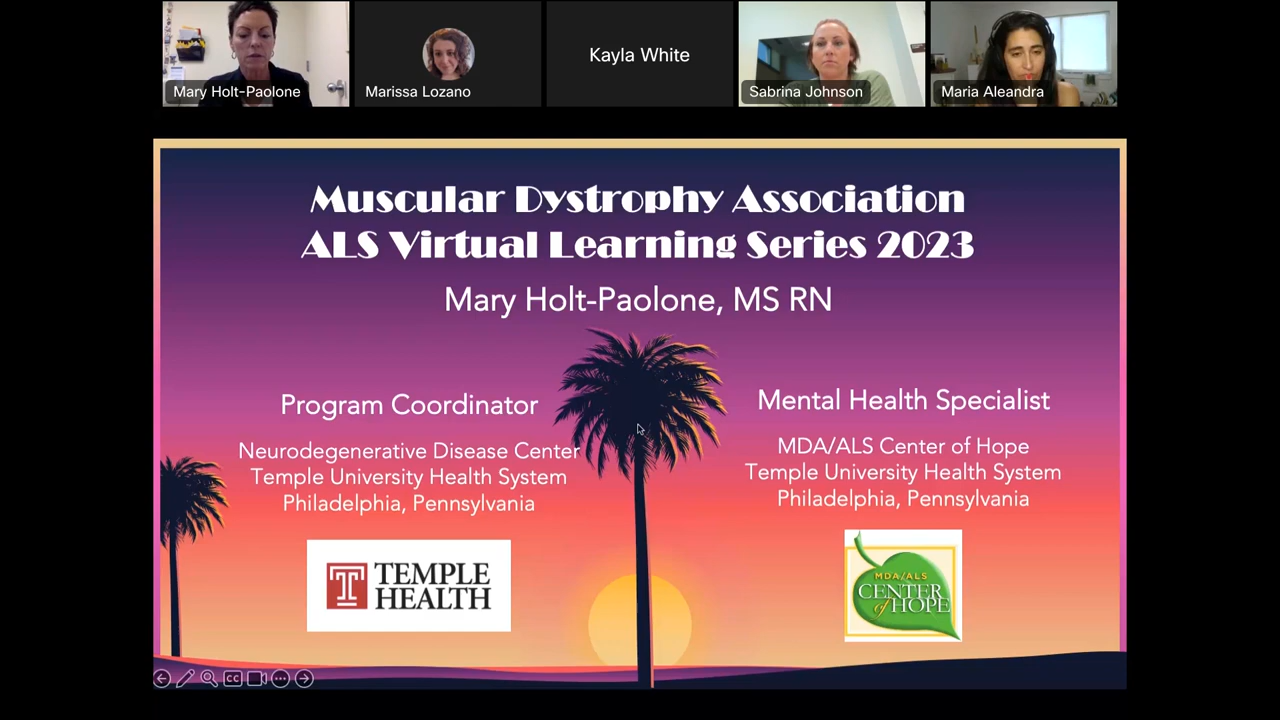 Mary Holt-Paolone
Marissa Lozano
Kayla White
Sabrina Johnson
Maria Aleandra
Muscular Dystrophy Association
ALS Virtual Learning Series 2023
Mary Holt-Paolone, MS RN
Program Coordinator
Neurodegenerative Disease Center
Temple University Health System
Philadelphia, Pennsylvania
TEMPLE
HEALTH
Mental Health Specialist
MDA/ALS Center of Hope
Temple University Health System
Philadelphia, Pennsylvania
MDA/ALS
CENTER
of HOPE
CC